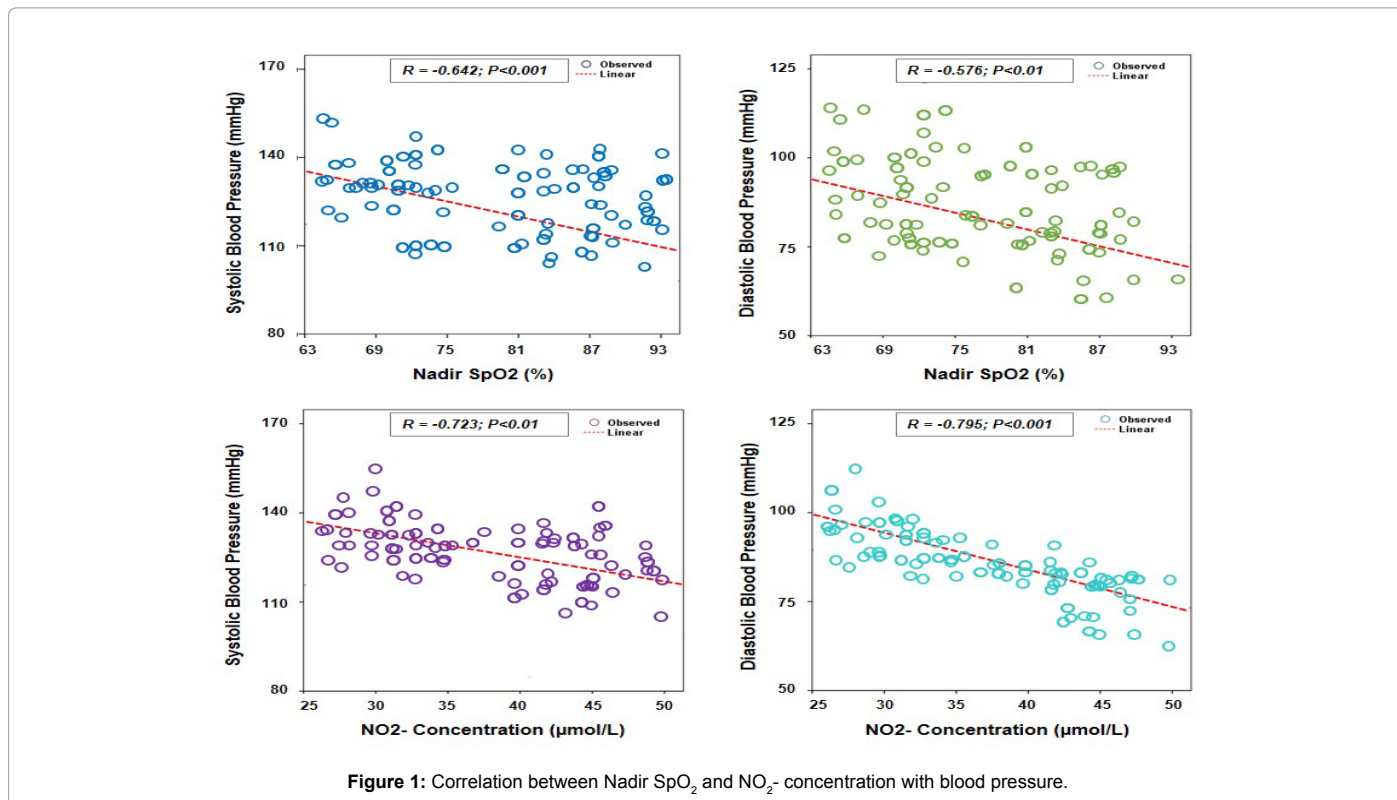 R = -0.642; P<0.001
Observed
Linear
Systolic Blood Pressure (mmHg)
170
140
110
80
63 69 75 81 87 93
Nadir SpO2 (%)
R = -0.576; P<0.01
Observed
Linear
Diastolic Blood Pressure (mmHg)
125
100
75
50
63 69 75 81 87 93
Nadir SpO2 (%)
R = -0.723; P<0.01
Observed
Linear
Systolic Blood Pressure (mmHg)
170
140
110
80
25 30 35 40 45 50
NO2- Concentration (µmol/L)
R = -0.795; P<0.001
Observed
Linear
Diastolic Blood Pressure (mmHg)
125
100
75
50
25 30 35 40 45 50
NO2- Concentration (µmol/L)
Figure 1: Correlation between Nadir SpO₂ and NO₂- concentration with blood pressure.